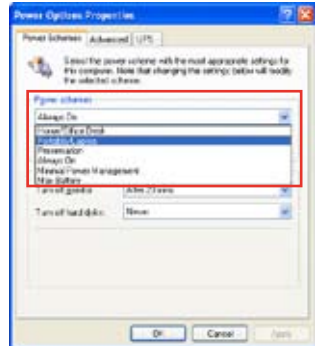 Power Options Properties
Power Schemes Advanced UPS
Select the power scheme with the most appropriate settings for
this computer. Note that changing the settings below will modify
the selected scheme.
Power schemes
Always On
Home/Office Desk
Portable/Laptop
Presentation
Always On
Minimal Power Management
Max Battery
Turn off monitor: After 20 mins
Turn off hard disks: Never
OK Cancel Apply